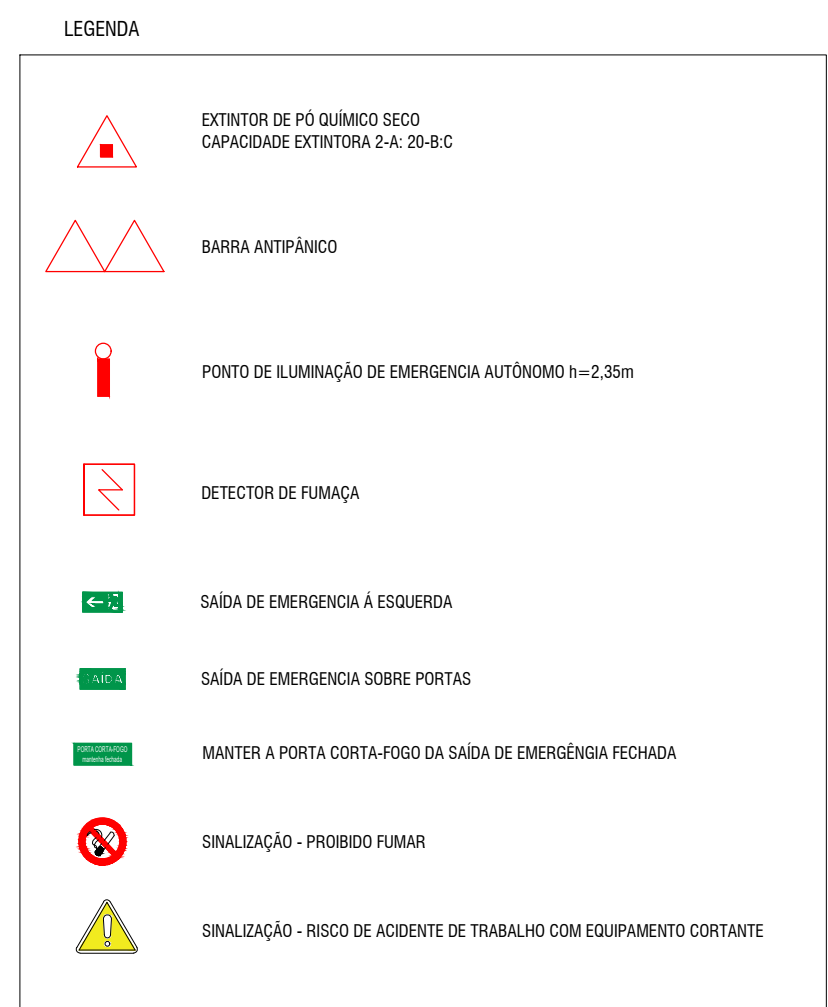 LEGENDA
EXTINTOR DE PÓ QUÍMICO SECO
CAPACIDADE EXTINTORA 2-A: 20-B:C
BARRA ANTIPÂNICO
PONTO DE ILUMINAÇÃO DE EMERGENCIA AUTÔNOMO h=2,35m
DETECTOR DE FUMAÇA
SAÍDA DE EMERGENCIA Á ESQUERDA
SAIDA
SAÍDA DE EMERGENCIA SOBRE PORTAS
PORTA CORTA-FOGO
mantenha fechada
MANTER A PORTA CORTA-FOGO DA SAÍDA DE EMERGÊNGIA FECHADA
SINALIZAÇÃO - PROIBIDO FUMAR
SINALIZAÇÃO - RISCO DE ACIDENTE DE TRABALHO COM EQUIPAMENTO CORTANTE